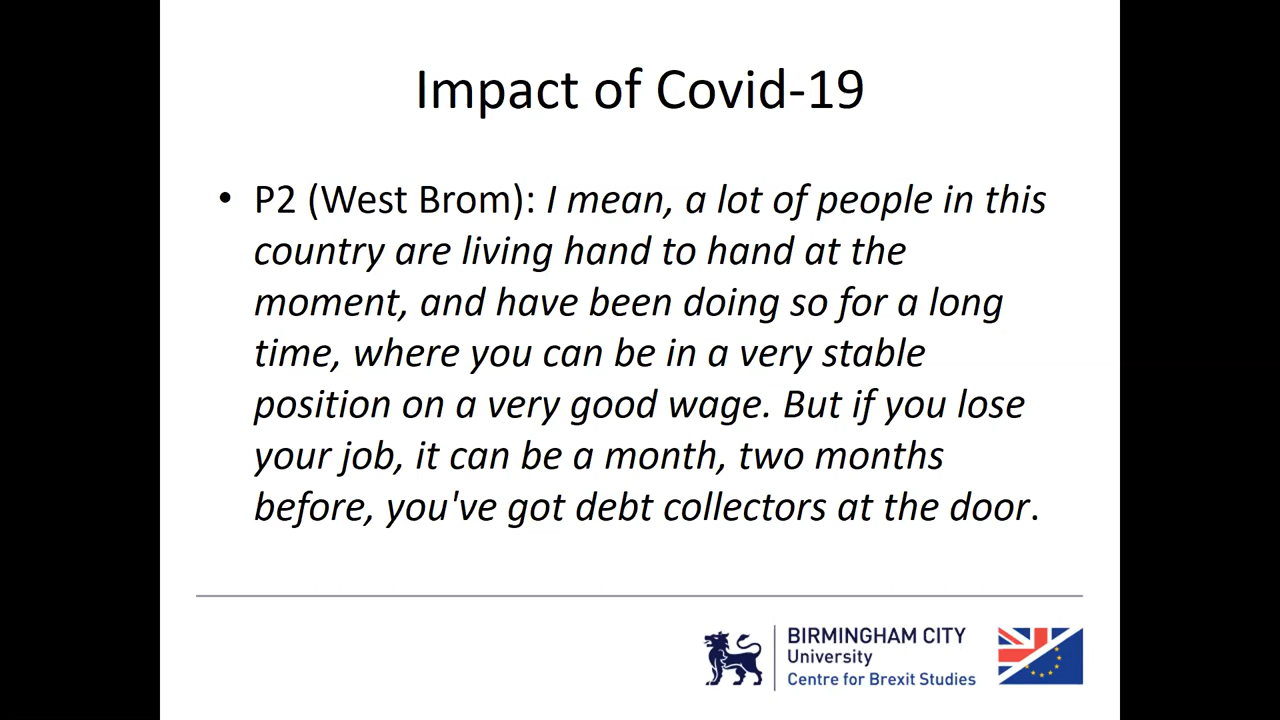 Impact of Covid-19
• P2 (West Brom): I mean, a lot of people in this
country are living hand to hand at the
moment, and have been doing so for a long
time, where you can be in a very stable
position on a very good wage. But if you lose
your job, it can be a month, two months
before, you've got debt collectors at the door.
BIRMINGHAM CITY
University
Centre for Brexit Studies